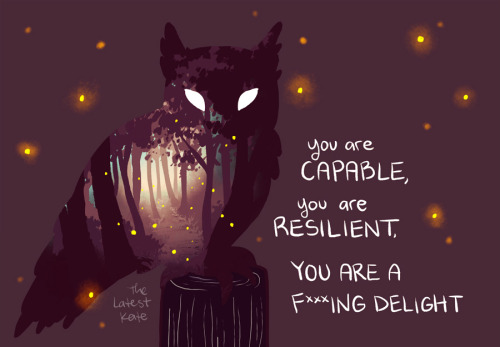 you are
CAPABLE,
you are
RESILIENT,
YOU ARE A
F***ING DELIGHT
The
Latest
Kate